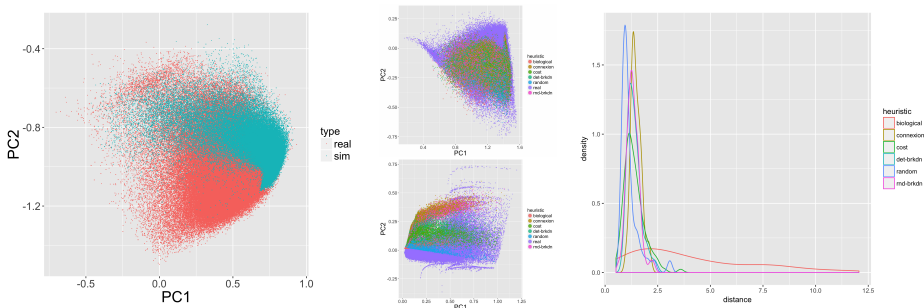 -0.4
-0.8
-1.2
PC2
-0.5
0.0
0.5
1.0
PC1
type
real
sim
0.25
0.00
-0.25
-0.50
-0.75
PC2
0.4
0.8
1.2
1.6
PC1
heuristic
biological
connexion
cost
det-brkdn
random
real
rnd-brkdn
0.75
0.50
0.25
0.00
-0.25
PC2
0.00
0.25
0.50
0.75
1.00
1.25
PC1
heuristic
biological
connexion
cost
det-brkdn
random
real
rnd-brkdn
1.5
1.0
0.5
0.0
density
0.0
2.5
5.0
7.5
10.0
12.5
distance
heuristic
biological
connexion
cost
det-brkdn
random
rnd-brkdn